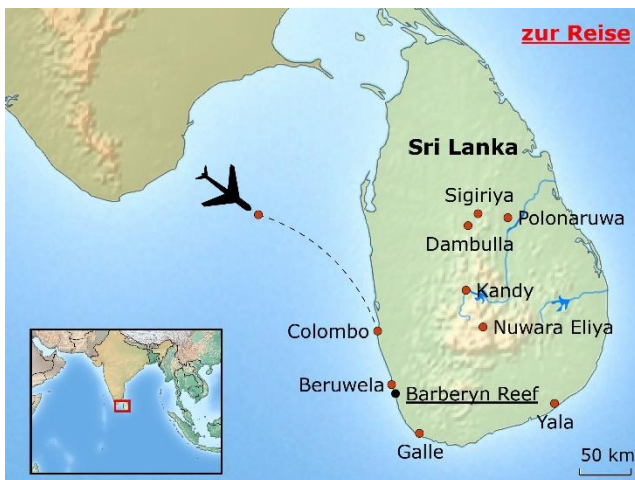 zur Reise
Sri Lanka
Sigiriya
Polonaruwa
Dambulla
Kandy
Colombo
Nuwara Eliya
Beruwela
Barberyn Reef
Yala
Galle
50 km